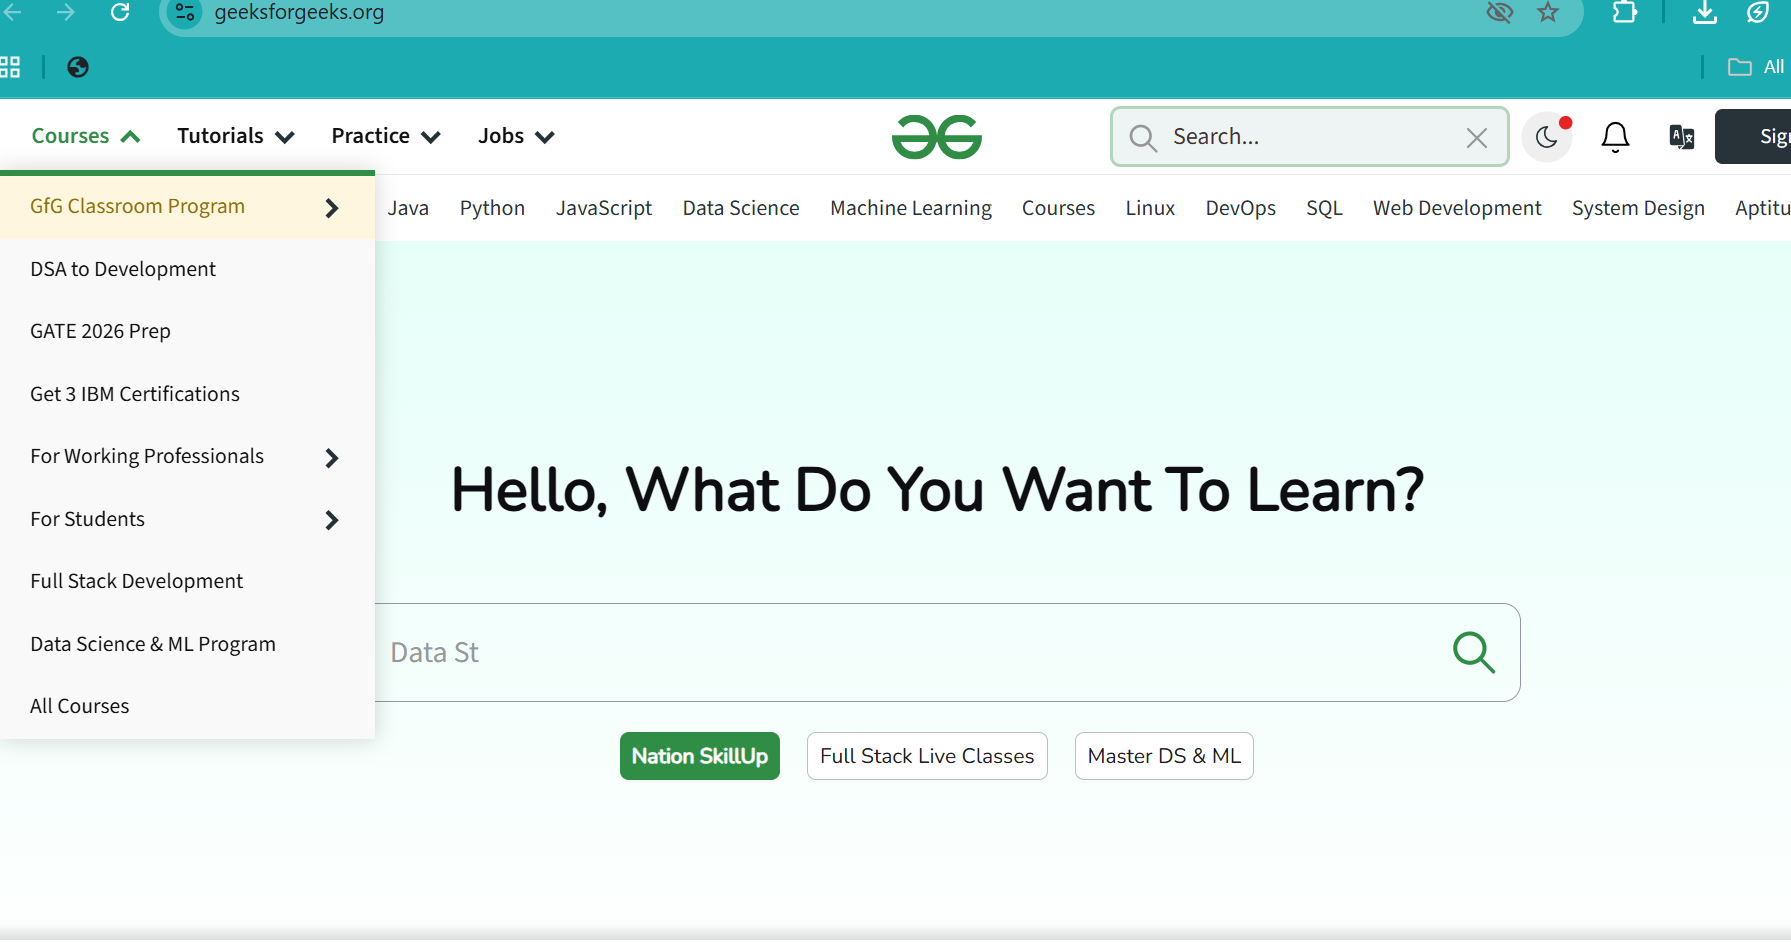 geeksforgeeks.org
All
Courses Tutorials Practice Jobs Search...
GfG Classroom Program Java Python JavaScript Data Science Machine Learning Courses Linux DevOps SQL Web Development System Design
DSA to Development
GATE 2026 Prep
Get 3 IBM Certifications
For Working Professionals
For Students
Full Stack Development
Data Science & ML Program
All Courses
Hello, What Do You Want To Learn?
Data St
Nation SkillUp Full Stack Live Classes Master DS & ML